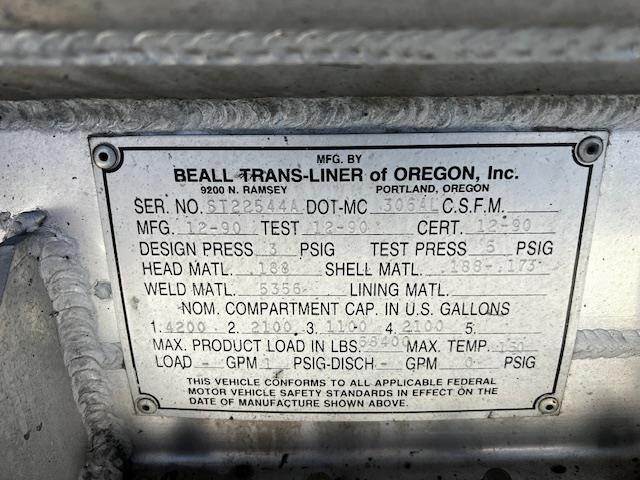 MFG. BY
BEALL TRANS-LINER of OREGON, Inc.
9200 N. RAMSEY PORTLAND, OREGON
SER. NO. ST22544A DOT-MC 306AL C.S.F.M.
MFG. 12-90 TEST 12-90 CERT. 12-90
DESIGN PRESS 3 PSIG TEST PRESS 5 PSIG
HEAD MATL. .188 SHELL MATL. .188-.173
WELD MATL. 5356 LINING MATL.
NOM. COMPARTMENT CAP. IN U.S. GALLONS
1. 4200 2. 2100 3. 1100 4. 2100 5.
MAX. PRODUCT LOAD IN LBS. 58400 MAX. TEMP. 150
LOAD - GPM PSIG-DISCH - GPM PSIG
THIS VEHICLE CONFORMS TO ALL APPLICABLE FEDERAL
MOTOR VEHICLE SAFETY STANDARDS IN EFFECT ON THE
DATE OF MANUFACTURE SHOWN ABOVE.